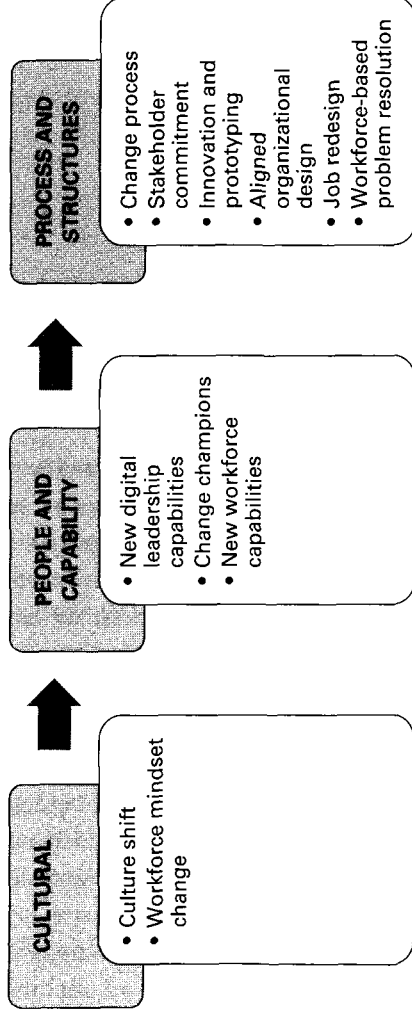 CULTURAL
• Culture shift
• Workforce mindset
change
PEOPLE AND
CAPABILITY
• New digital
leadership
capabilities
• Change champions
• New workforce
capabilities
PROCESS AND
STRUCTURES
• Change process
• Stakeholder
commitment
• Innovation and
prototyping
• Aligned
organizational
design
• Job redesign
• Workforce-based
problem resolution